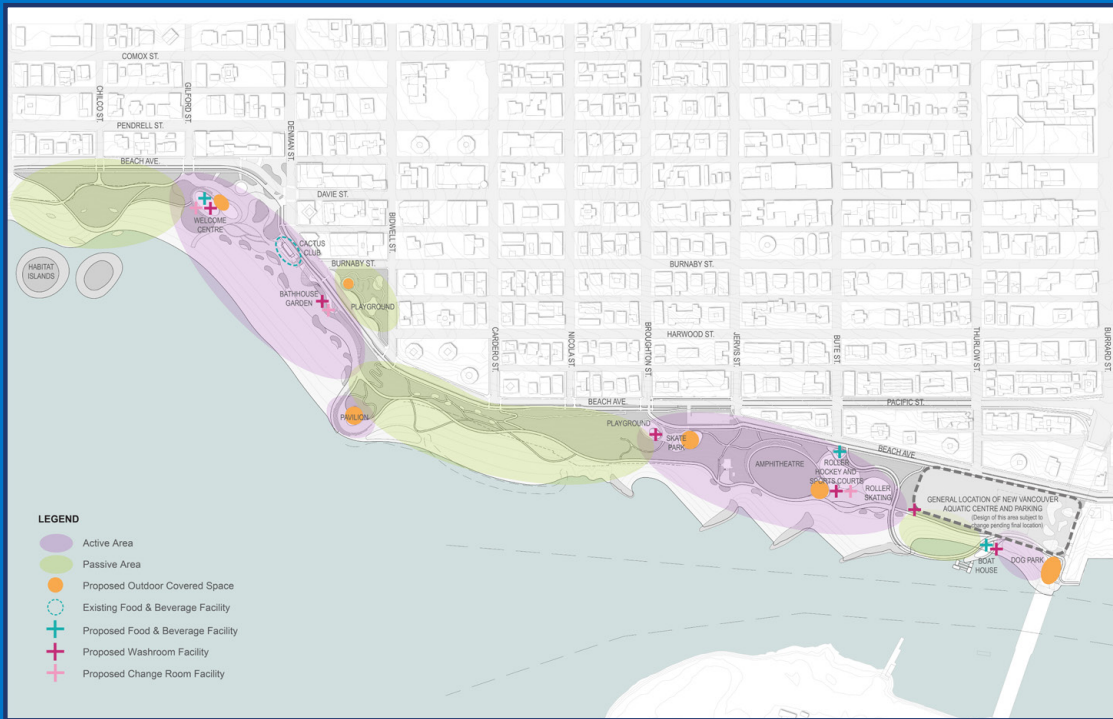 COMOX ST.
CHILCO ST.
GILFORD ST.
PENDRELL ST.
DENMAN ST.
BEACH AVE.
DAVIE ST.
WELCOME
CENTRE
BIDWELL ST.
CACTUS
CLUB
BURNABY ST.
BURNABY ST.
HABITAT
ISLANDS
BATHHOUSE
GARDEN
PLAYGROUND
CARDERO ST.
NICOLA ST.
BROUGHTON ST.
HARWOOD ST.
JERVIS ST.
BUTE ST.
THURLOW ST.
BURRARD ST.
BEACH AVE.
PACIFIC ST.
PAVILION
PLAYGROUND
SKATE
PARK
BEACH AVE
AMPHITHEATRE
ROLLER
HOCKEY AND
SPORTS COURTS
ROLLER
SKATING
GENERAL LOCATION OF NEW VANCOUVER
AQUATIC CENTRE AND PARKING
(Design of this area subject to
change pending final location)
BOAT
HOUSE
DOG PARK
LEGEND
Active Area
Passive Area
Proposed Outdoor Covered Space
Existing Food & Beverage Facility
Proposed Food & Beverage Facility
Proposed Washroom Facility
Proposed Change Room Facility